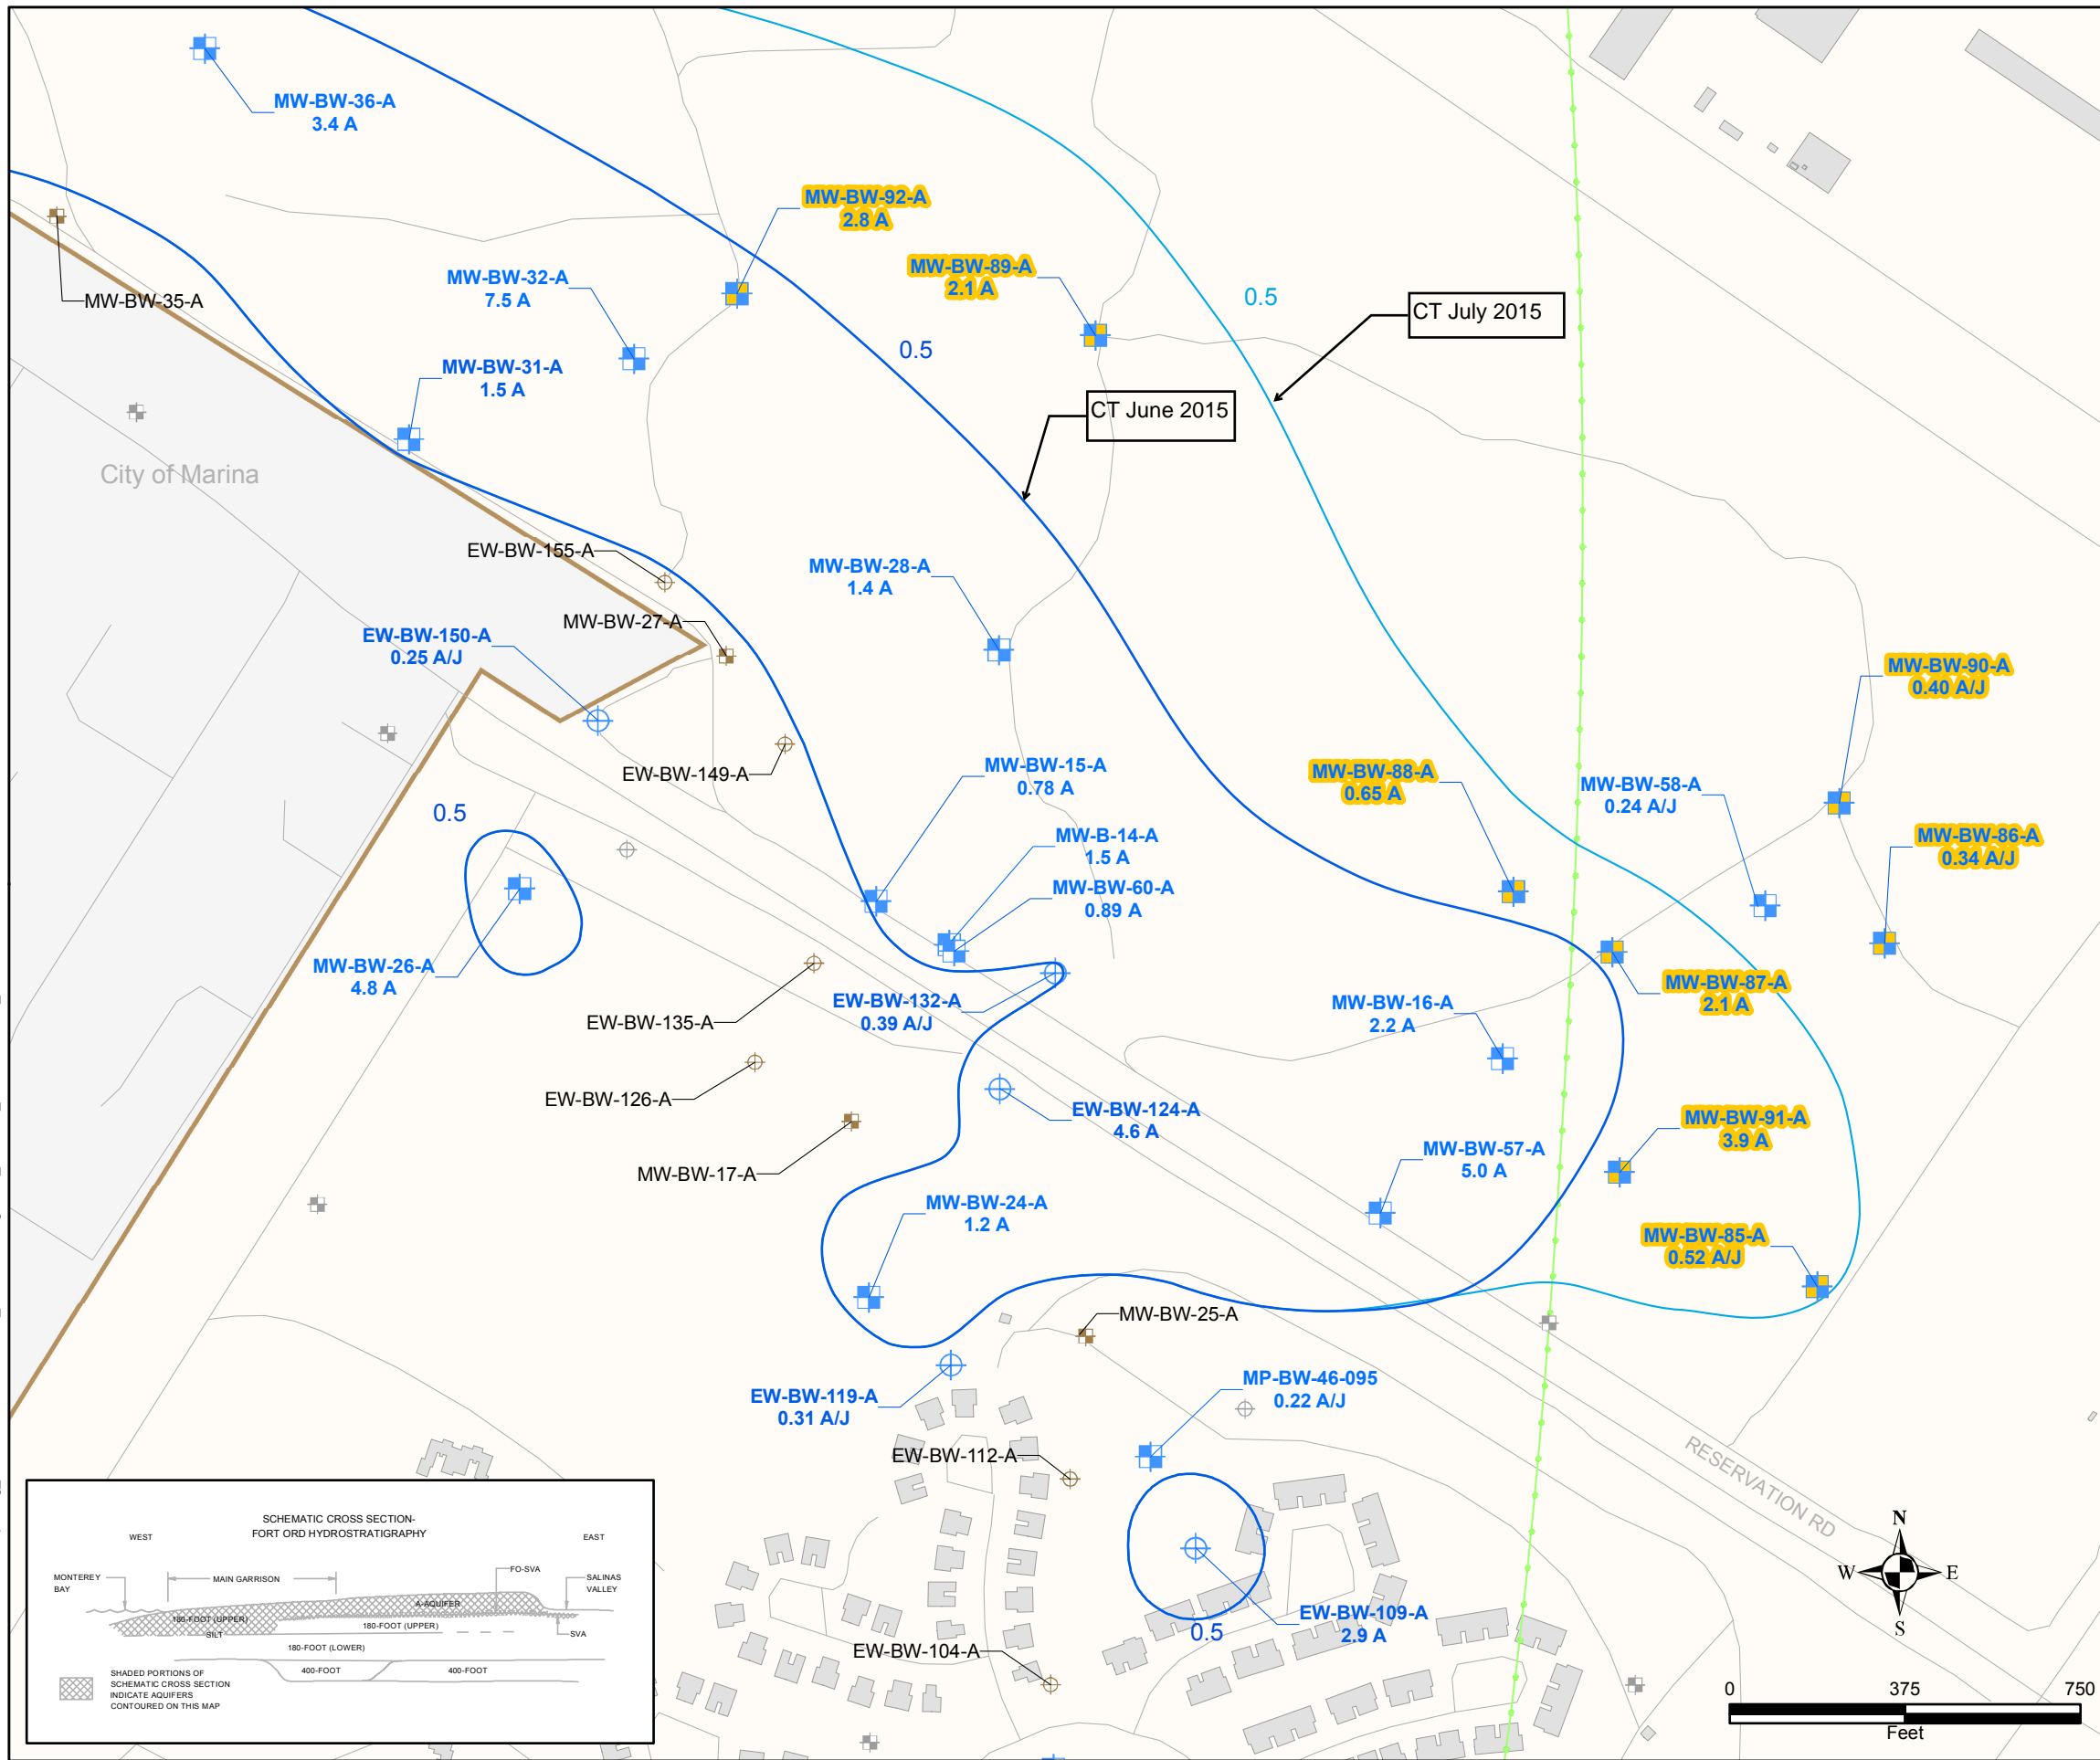 MW-BW-36-A
3.4 A
MW-BW-92-A
2.8 A
MW-BW-89-A
2.1 A
MW-BW-32-A
7.5 A
0.5
CT July 2015
MW-BW-35-A
0.5
MW-BW-31-A
1.5 A
CT June 2015
City of Marina
EW-BW-155-A
MW-BW-28-A
1.4 A
MW-BW-27-A
EW-BW-150-A
0.25 A/J
MW-BW-90-A
0.40 A/J
EW-BW-149-A
MW-BW-15-A
0.78 A
MW-BW-88-A
0.65 A
MW-BW-58-A
0.24 A/J
0.5
MW-B-14-A
1.5 A
MW-BW-86-A
0.34 A/J
MW-BW-60-A
0.89 A
MW-BW-26-A
4.8 A
MW-BW-87-A
2.1 A
EW-BW-132-A
0.39 A/J
MW-BW-16-A
2.2 A
EW-BW-135-A
EW-BW-126-A
EW-BW-124-A
4.6 A
MW-BW-91-A
3.9 A
MW-BW-17-A
MW-BW-57-A
5.0 A
MW-BW-24-A
1.2 A
MW-BW-85-A
0.52 A/J
MW-BW-25-A
MP-BW-46-095
0.22 A/J
EW-BW-119-A
0.31 A/J
EW-BW-112-A
RESERVATION RD
EW-BW-109-A
2.9 A
0.5
EW-BW-104-A
SCHEMATIC CROSS SECTION-
FORT ORD HYDROSTRATIGRAPHY
WEST
EAST
MONTEREY
BAY
MAIN GARRISON
FO-SVA
SALINAS
VALLEY
A-AQUIFER
180-FOOT (UPPER)
180-FOOT (UPPER)
SILT
SVA
180-FOOT (LOWER)
400-FOOT
400-FOOT
SHADED PORTIONS OF
SCHEMATIC CROSS SECTION
INDICATE AQUIFERS
CONTOURED ON THIS MAP
N
W
E
S
0
375
750
Feet